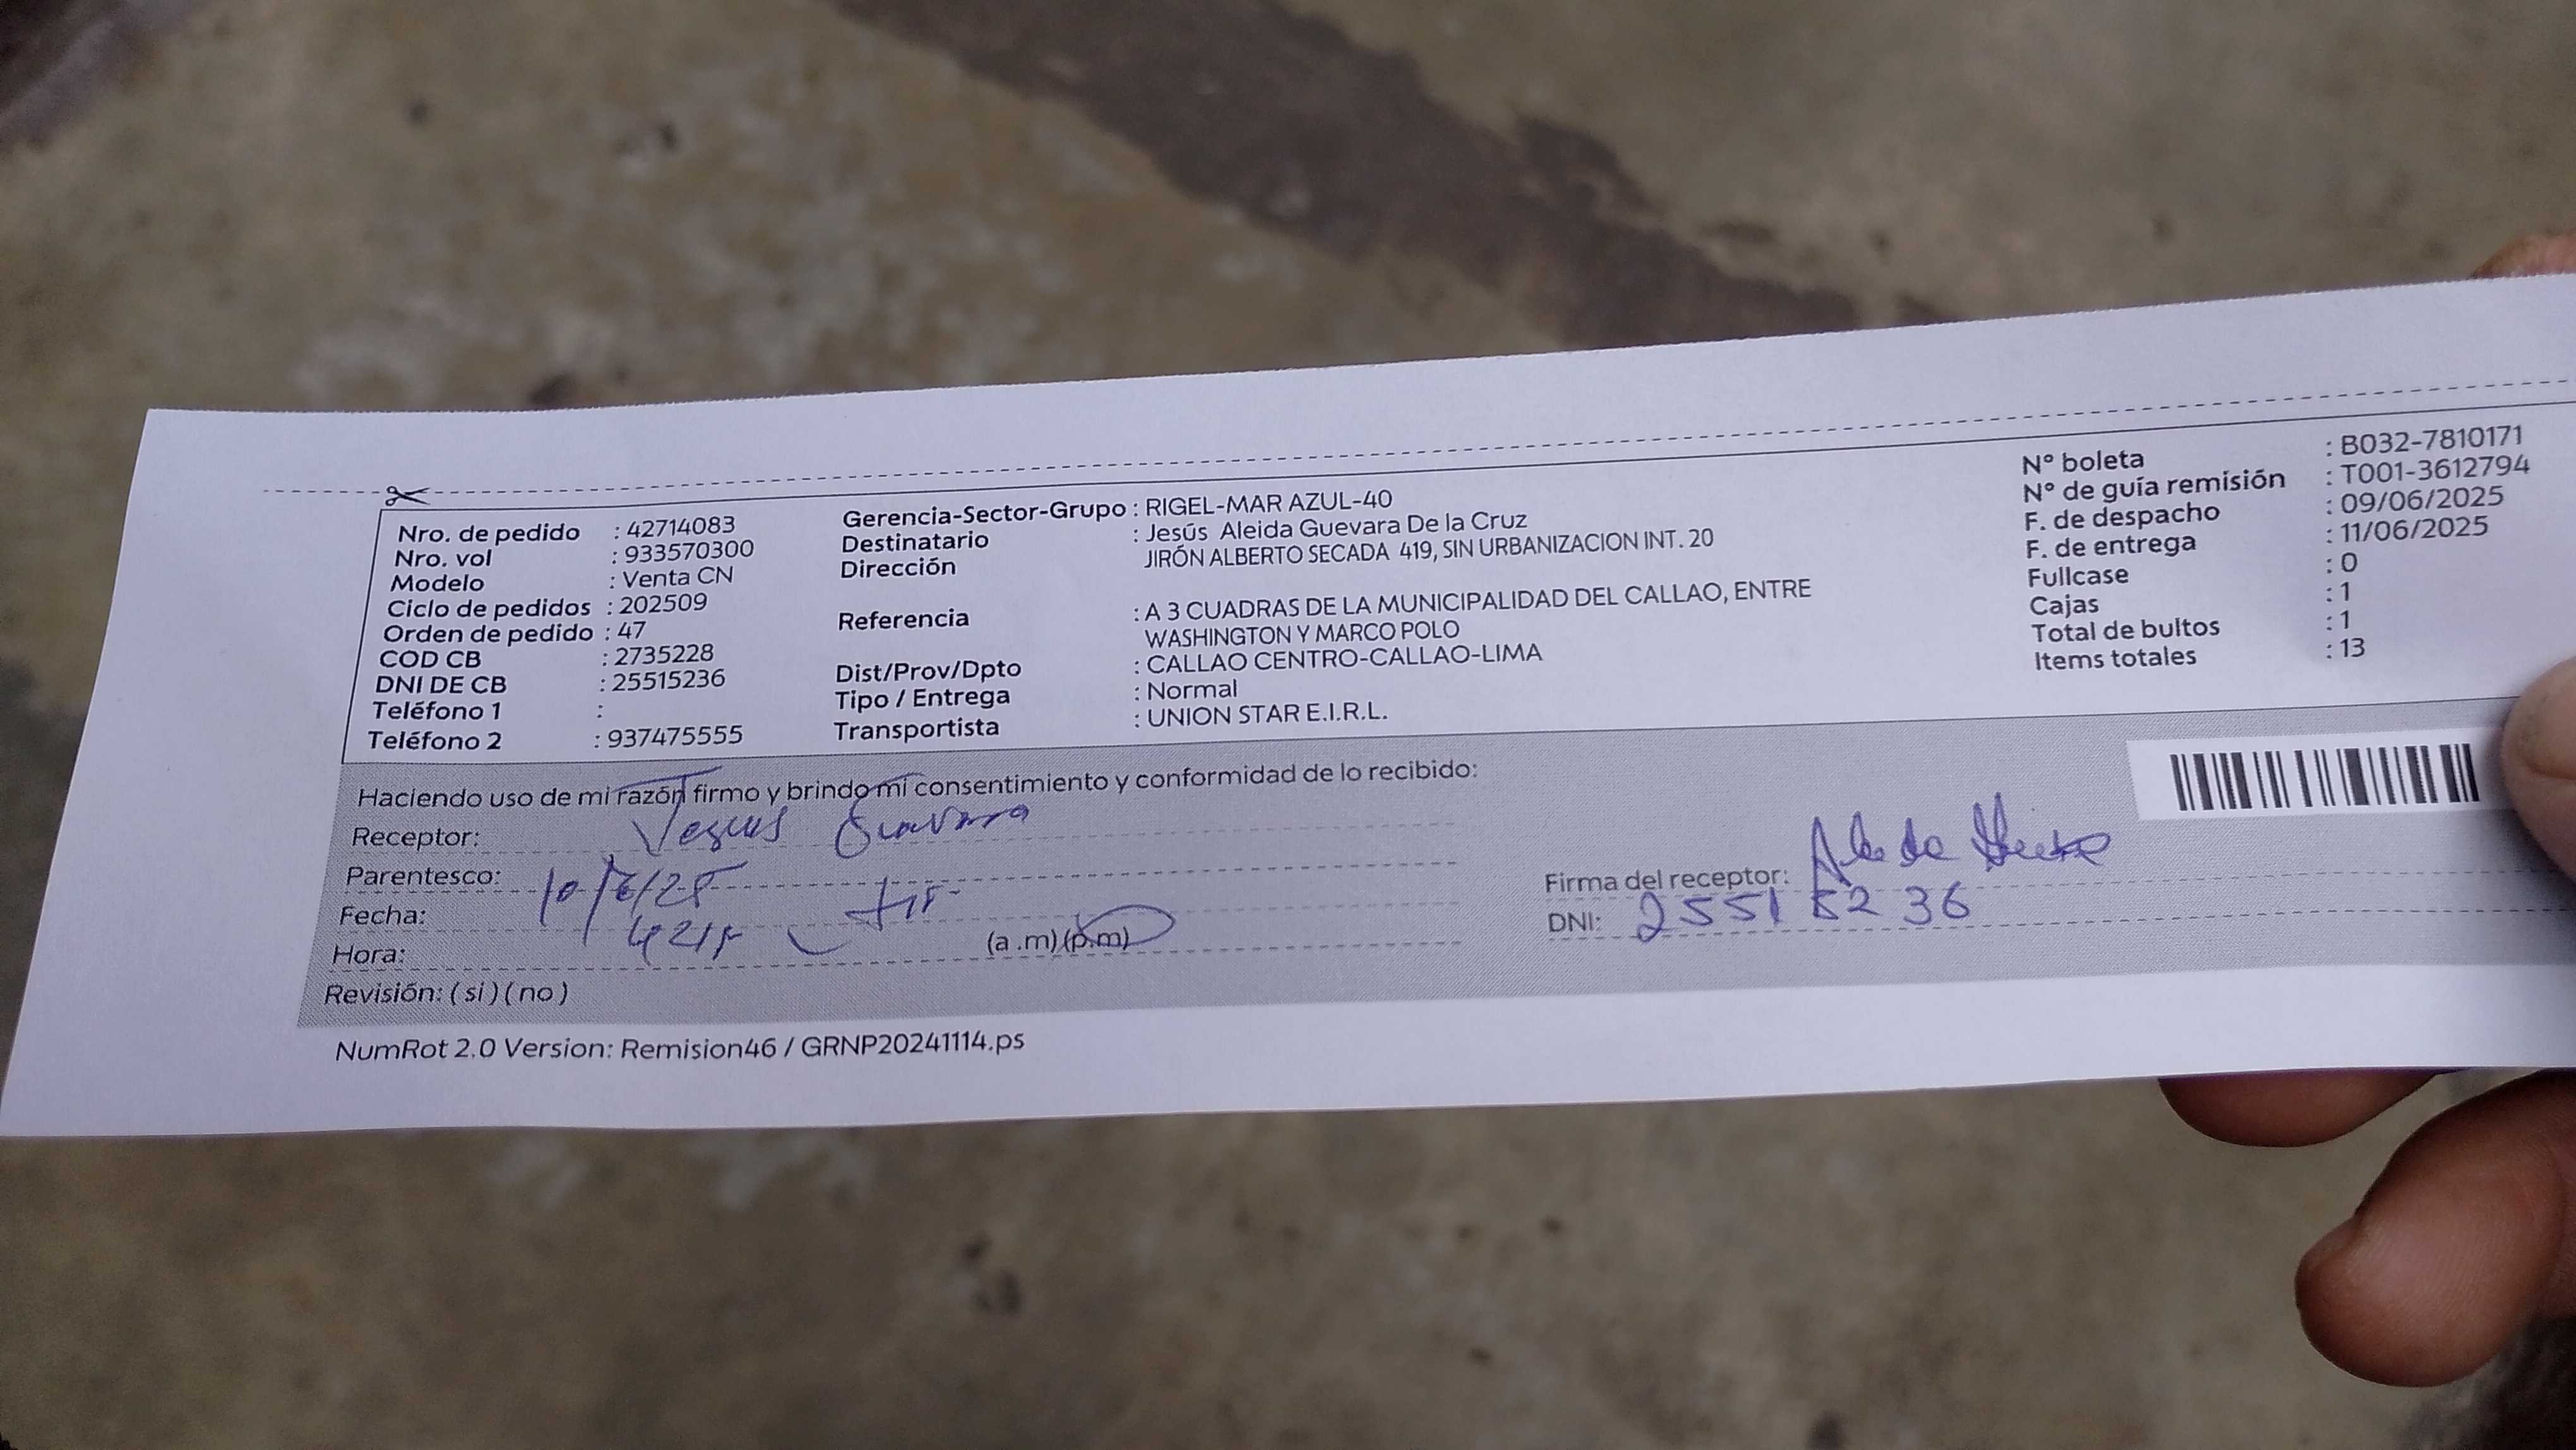 Nro. de pedido : 42714083
Nro. vol : 933570300
Modelo : Venta CN
Ciclo de pedidos : 202509
Orden de pedido : 47
COD CB : 2735228
DNI DE CB : 25515236
Teléfono 1 :
Teléfono 2 : 937475555
Gerencia-Sector-Grupo : RIGEL-MAR AZUL-40
Destinatario : Jesús Aleida Guevara De la Cruz
Dirección JIRÓN ALBERTO SECADA 419, SIN URBANIZACION INT. 20
Referencia : A 3 CUADRAS DE LA MUNICIPALIDAD DEL CALLAO, ENTRE
WASHINGTON Y MARCO POLO
Dist/Prov/Dpto : CALLAO CENTRO-CALLAO-LIMA
Tipo / Entrega : Normal
Transportista : UNION STAR E.I.R.L.
N° boleta : B032-7810171
N° de guía remisión : T001-3612794
F. de despacho : 09/06/2025
F. de entrega : 11/06/2025
Fullcase : 0
Cajas : 1
Total de bultos : 1
Items totales : 13
Haciendo uso de mi razón firmo y brindo mi consentimiento y conformidad de lo recibido:
Receptor: Jesus Guevara
Parentesco:
Fecha: 10/6/25
Hora: (a .m)(p.m)
Revisión: ( si ) ( no )
Firma del receptor:
DNI: 25515236
NumRot 2.0 Version: Remision46 / GRNP20241114.ps